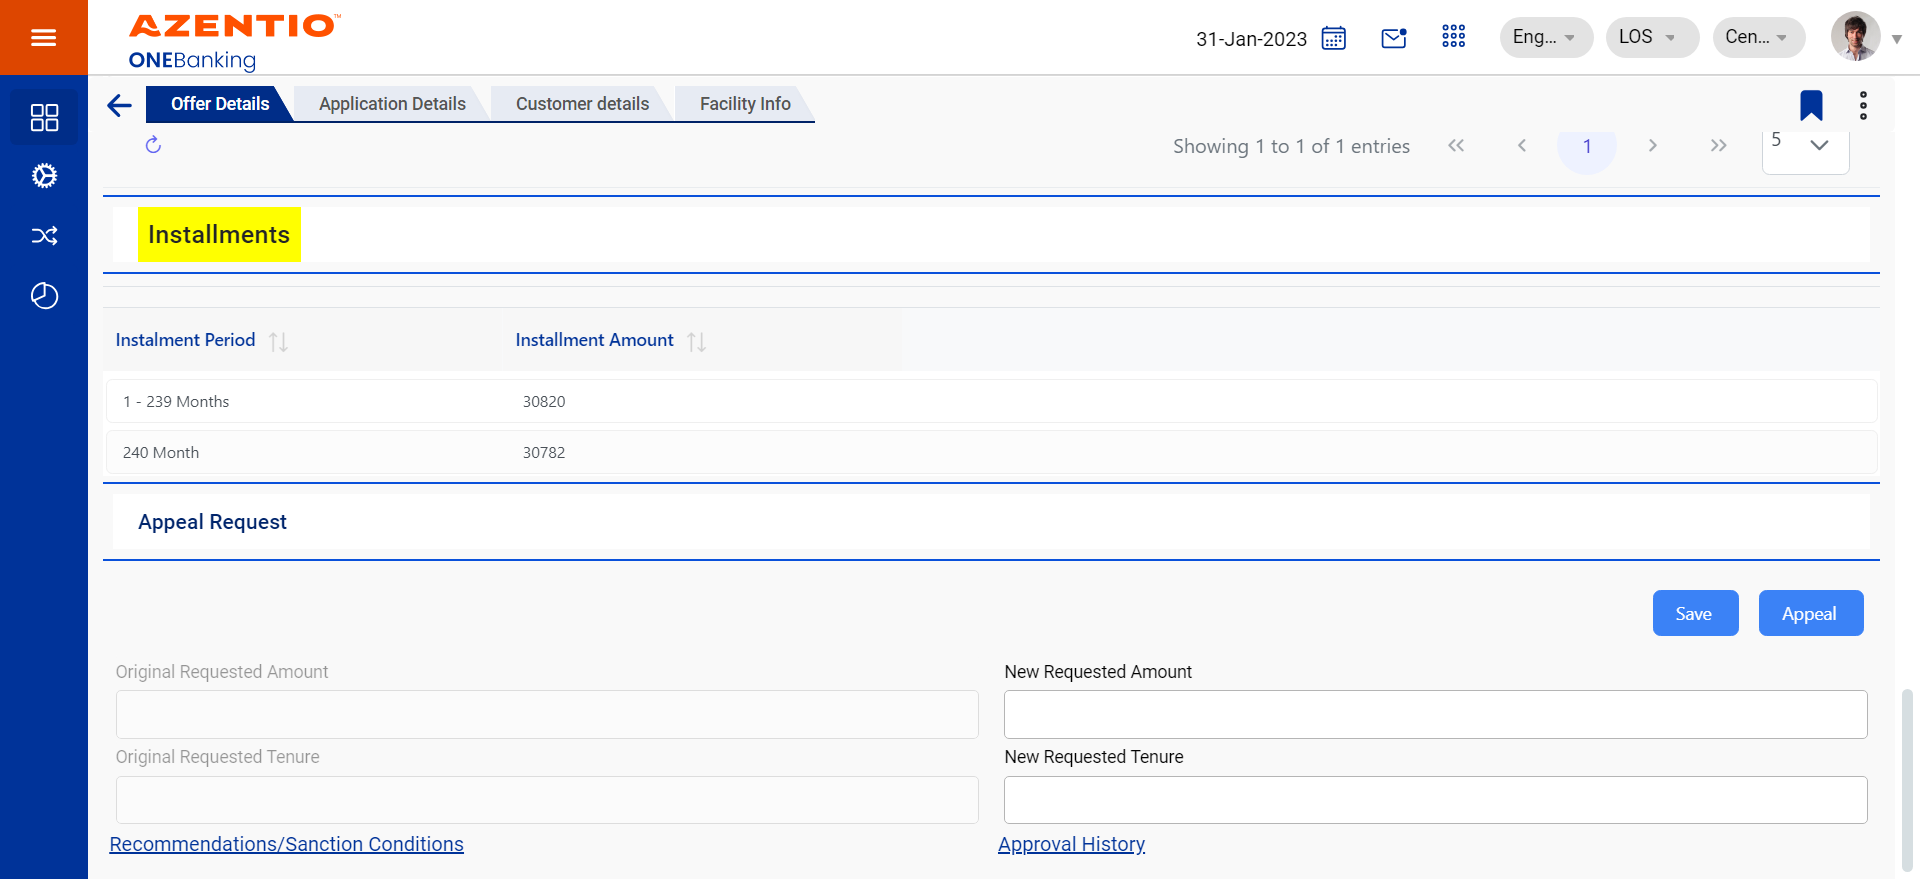 AZENTIO™
ONEBanking
31-Jan-2023
Eng...
LOS
Cen...
Offer Details
Application Details
Customer details
Facility Info
Showing 1 to 1 of 1 entries
1
5
Installments
Instalment Period
Installment Amount
1 - 239 Months
30820
240 Month
30782
Appeal Request
Save
Appeal
Original Requested Amount
New Requested Amount
Original Requested Tenure
New Requested Tenure
Recommendations/Sanction Conditions
Approval History